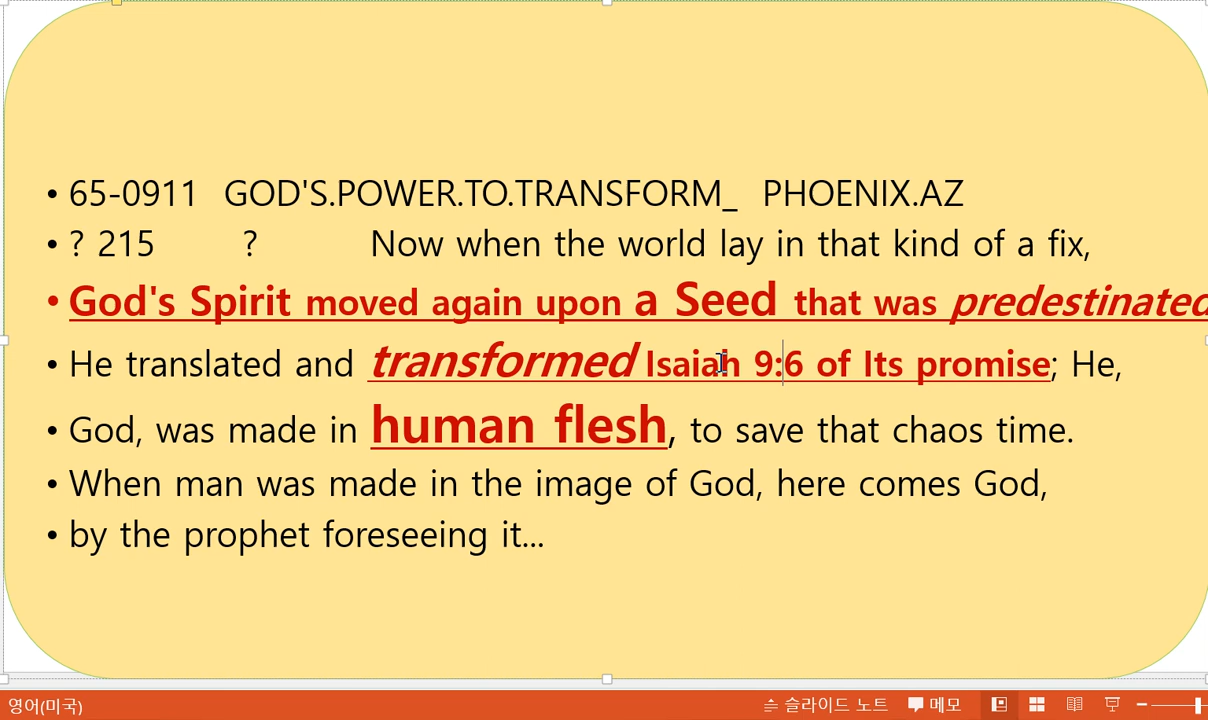 • 65-0911 GOD'S.POWER.TO.TRANSFORM_ PHOENIX.AZ
• ? 215 ? Now when the world lay in that kind of a fix,
• God's Spirit moved again upon a Seed that was predestinated
• He translated and transformed Isaiah 9:6 of Its promise; He,
• God, was made in human flesh, to save that chaos time.
• When man was made in the image of God, here comes God,
• by the prophet foreseeing it...
영어(미국) 슬라이드 노트 메모